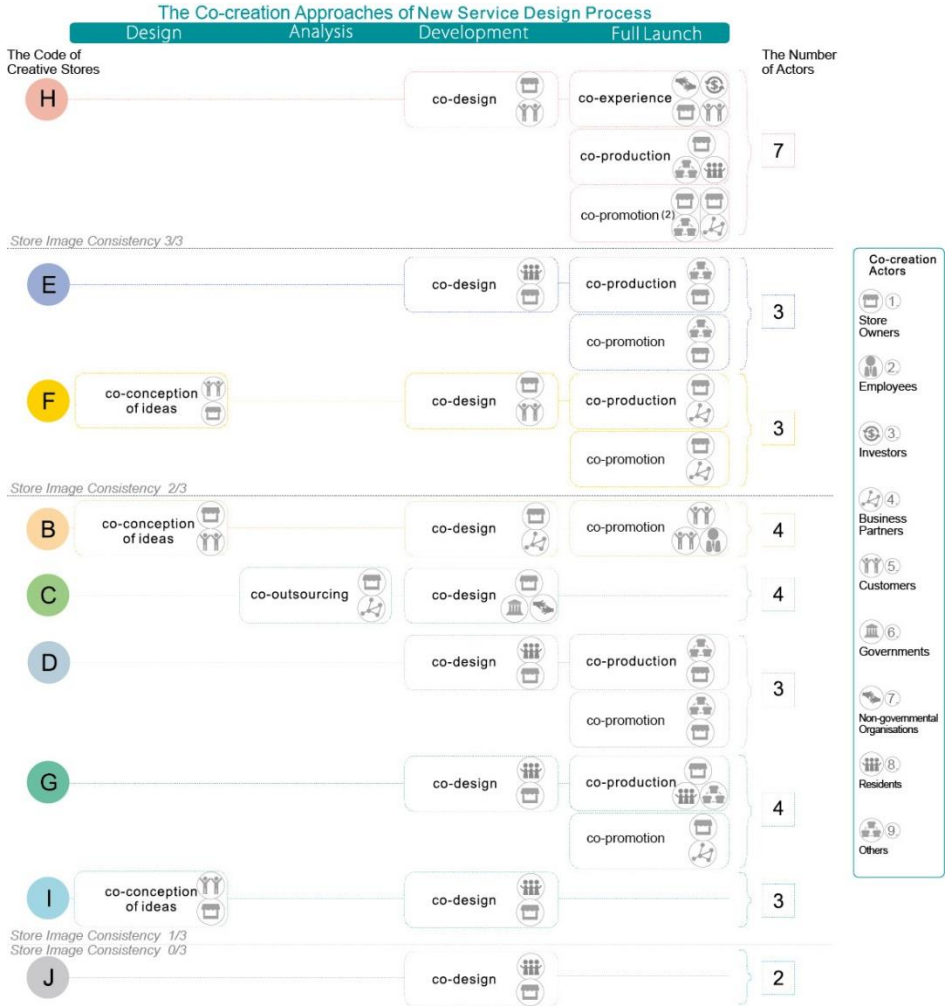 The Co-creation Approaches of New Service Design Process
Design Analysis Development Full Launch
The Code of
Creative Stores
The Number
of Actors
H
co-design
co-experience
co-production
co-promotion (2)
7
Store Image Consistency 3/3
E
co-design
co-production
co-promotion
3
F
co-conception
of ideas
co-design
co-production
co-promotion
3
Store Image Consistency 2/3
B
co-conception
of ideas
co-design
co-promotion
4
C
co-outsourcing
co-design
4
D
co-design
co-production
co-promotion
3
G
co-design
co-production
co-promotion
4
I
co-conception
of ideas
co-design
3
Store Image Consistency 1/3
Store Image Consistency 0/3
J
co-design
2
Co-creation
Actors
1.
Store
Owners
2.
Employees
3.
Investors
4.
Business
Partners
5.
Customers
6.
Governments
7.
Non-governmental
Organisations
8.
Residents
9.
Others